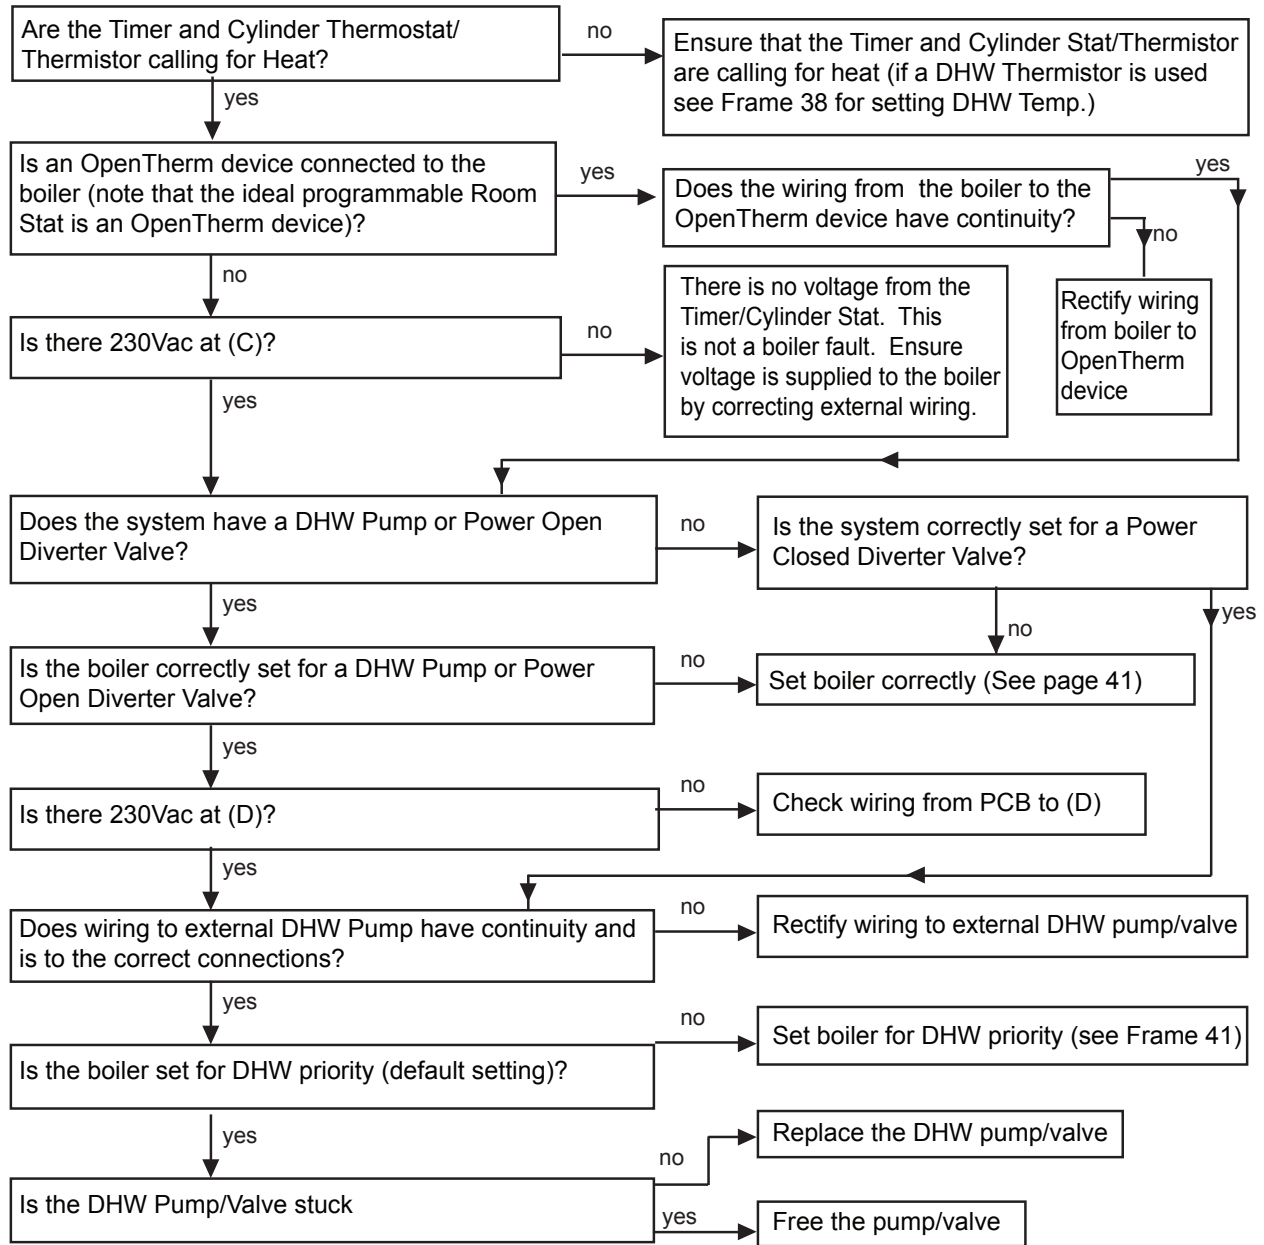 Are the Timer and Cylinder Thermostat/
Thermistor calling for Heat?
no
Ensure that the Timer and Cylinder Stat/Thermistor
are calling for heat (if a DHW Thermistor is used
see Frame 38 for setting DHW Temp.)
yes
Is an OpenTherm device connected to the
boiler (note that the ideal programmable Room
Stat is an OpenTherm device)?
yes
Does the wiring from the boiler to the
OpenTherm device have continuity?
yes
no
Rectify wiring
from boiler to
OpenTherm
device
no
Is there 230Vac at (C)?
no
There is no voltage from the
Timer/Cylinder Stat. This
is not a boiler fault. Ensure
voltage is supplied to the boiler
by correcting external wiring.
yes
Does the system have a DHW Pump or Power Open
Diverter Valve?
no
Is the system correctly set for a Power
Closed Diverter Valve?
yes
no
yes
Is the boiler correctly set for a DHW Pump or Power
Open Diverter Valve?
no
Set boiler correctly (See page 41)
yes
Is there 230Vac at (D)?
no
Check wiring from PCB to (D)
yes
Does wiring to external DHW Pump have continuity and
is to the correct connections?
no
Rectify wiring to external DHW pump/valve
yes
Is the boiler set for DHW priority (default setting)?
no
Set boiler for DHW priority (see Frame 41)
yes
Is the DHW Pump/Valve stuck
no
Replace the DHW pump/valve
yes
Free the pump/valve